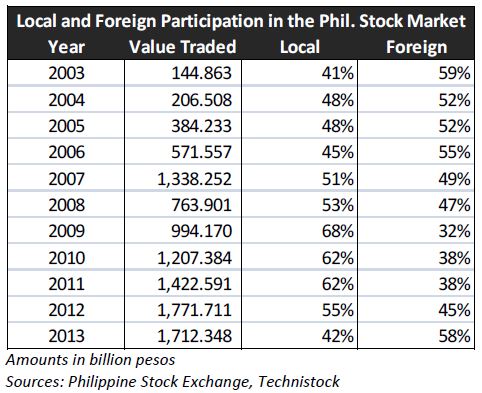 Local and Foreign Participation in the Phil. Stock Market
Year Value Traded Local Foreign
2003 144.863 41% 59%
2004 206.508 48% 52%
2005 384.233 48% 52%
2006 571.557 45% 55%
2007 1,338.252 51% 49%
2008 763.901 53% 47%
2009 994.170 68% 32%
2010 1,207.384 62% 38%
2011 1,422.591 62% 38%
2012 1,771.711 55% 45%
2013 1,712.348 42% 58%
Amounts in billion pesos
Sources: Philippine Stock Exchange, Technistock